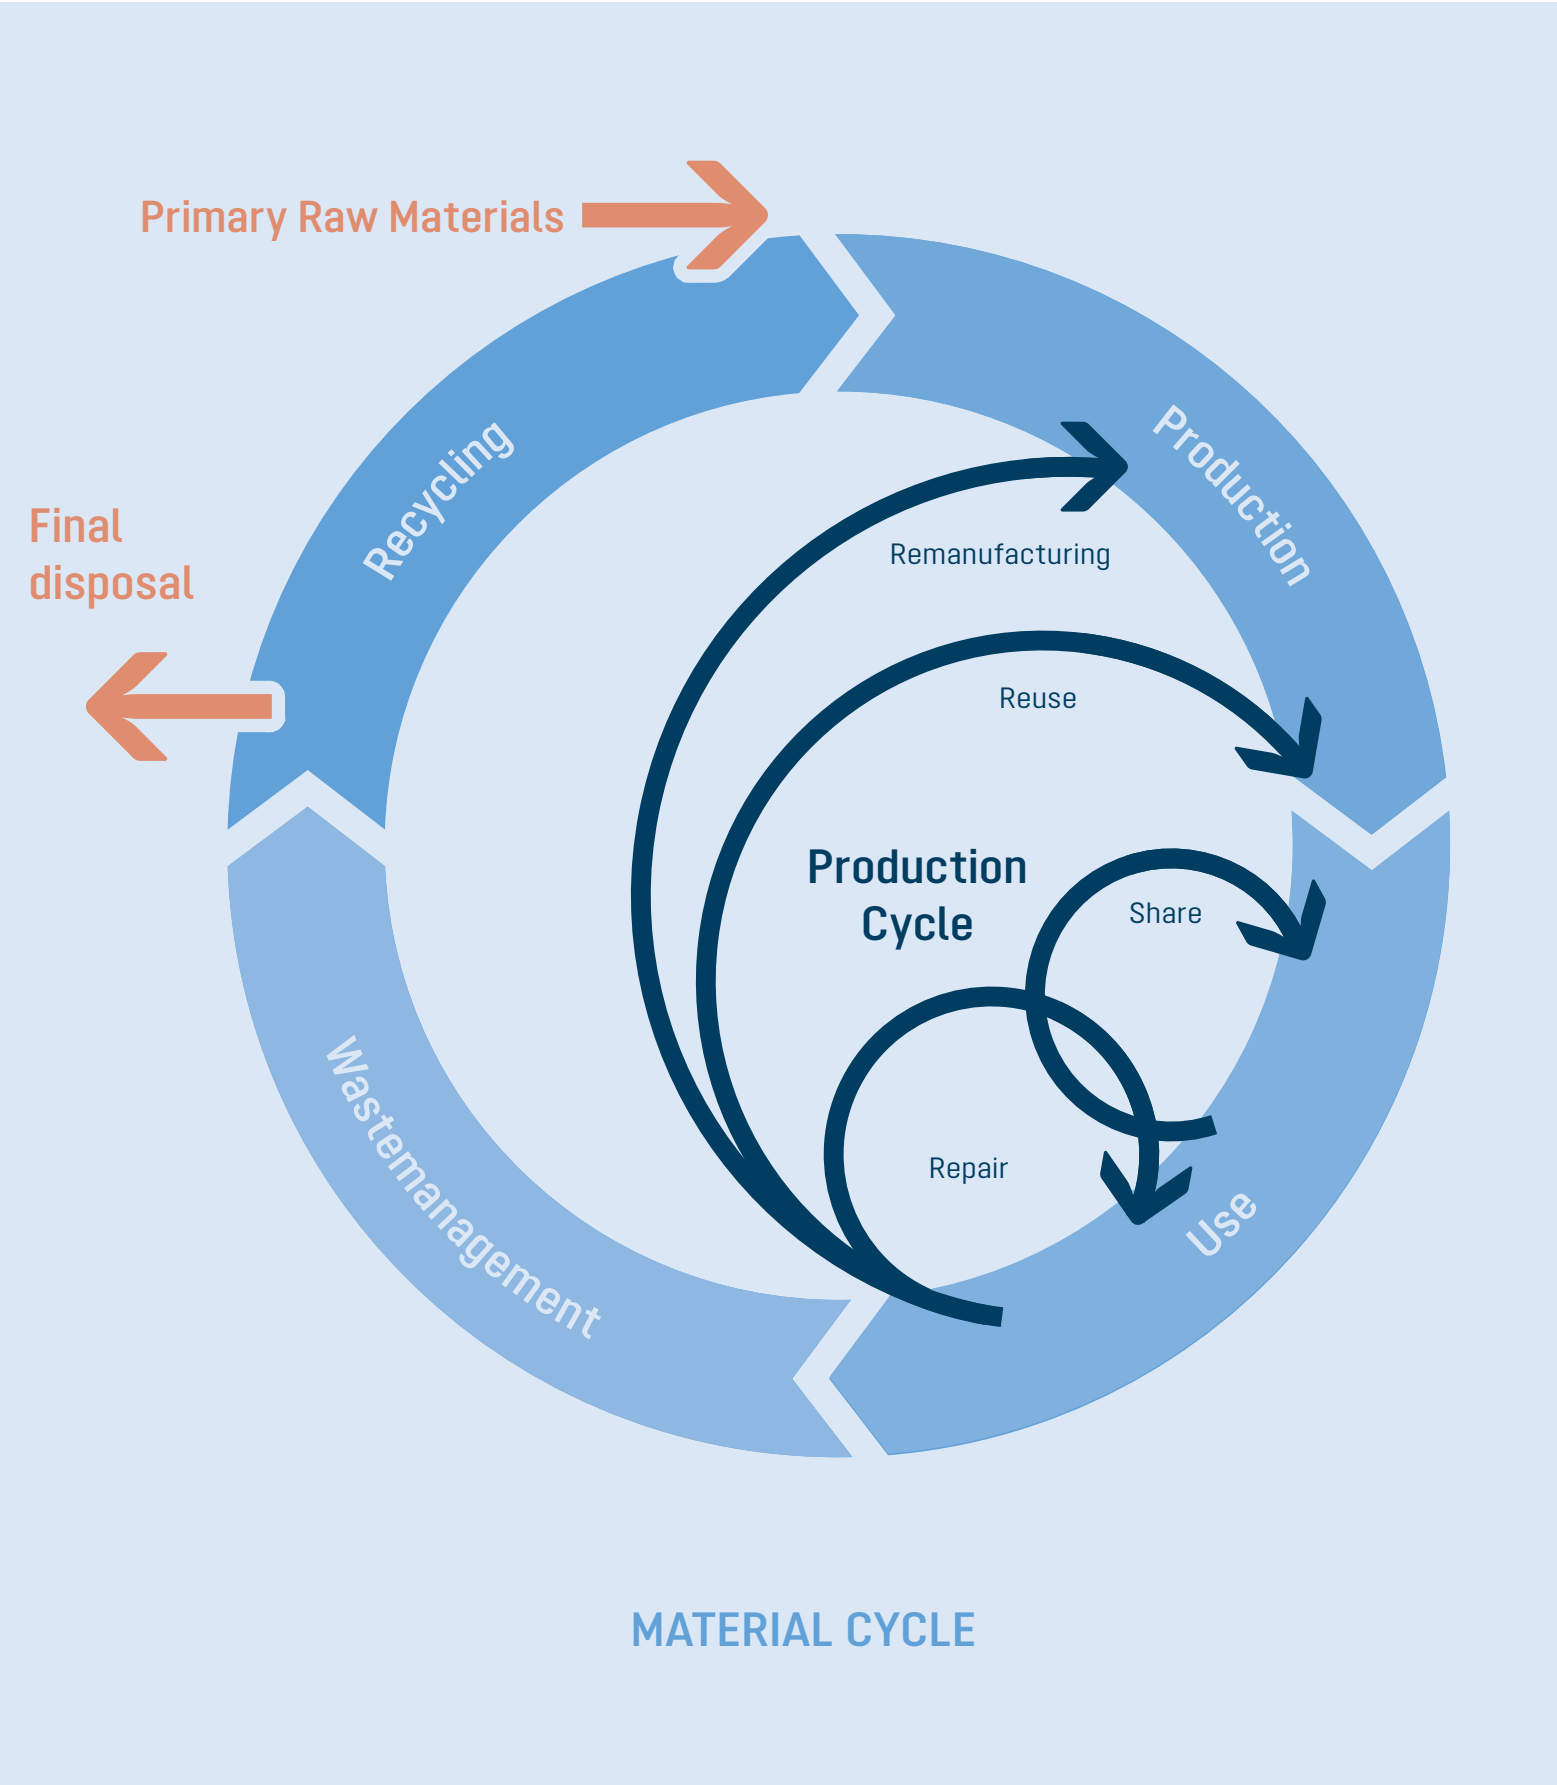 Primary Raw Materials
Recycling
Production
Final
disposal
Remanufacturing
Reuse
Production
Cycle
Share
Repair
Wastemanagement
Use
MATERIAL CYCLE